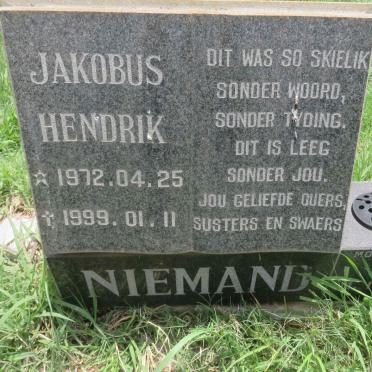 JAKOBUS
HENDRIK
☆ 1972.04.25
✝ 1999.01.11
DIT WAS SO SKIELIK
SONDER WOORD,
SONDER TYDING.
DIT IS LEEG
SONDER JOU.
JOU GELIEFDE OUERS,
SUSTERS EN SWAERS
NIEMAND